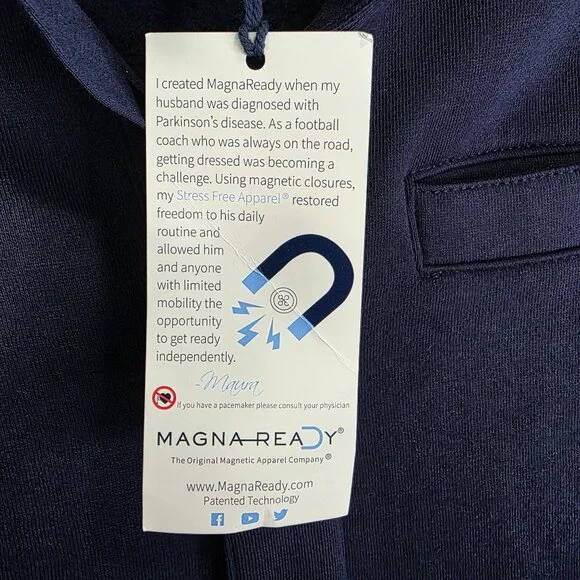 I created MagnaReady when my
husband was diagnosed with
Parkinson's disease. As a football
coach who was always on the road,
getting dressed was becoming a
challenge. Using magnetic closures,
my Stress Free Apparel® restored
freedom to his daily
routine and
allowed him
and anyone
with limited
mobility the
opportunity
to get ready
independently.
-Maura
If you have a pacemaker please consult your physician
MAGNAREADY®
The Original Magnetic Apparel Company®
www.MagnaReady.com
Patented Technology